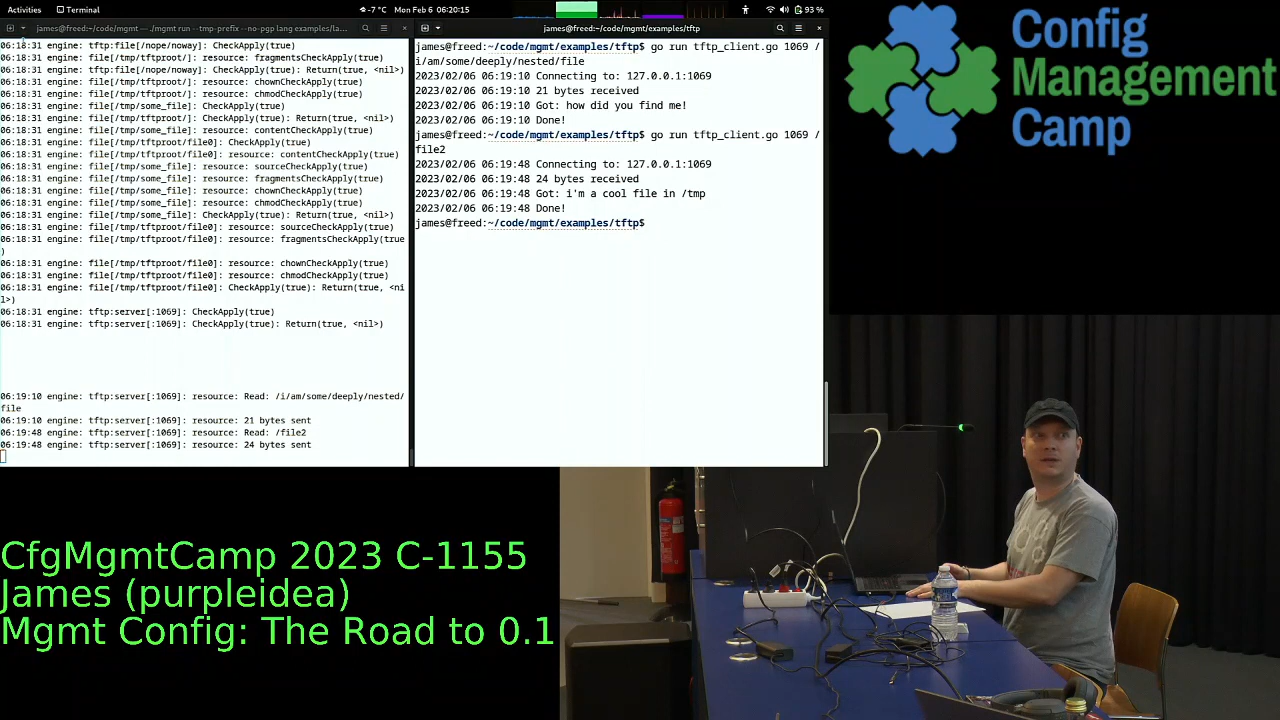 Activities
Terminal
-7 °C
Mon Feb 6 06:20:15
93 %
james@freed:~/code/mgmt — ./mgmt run --tmp-prefix --no-pgp lang examples/la...
06:18:31 engine: tftp:file[/nope/noway]: CheckApply(true)
06:18:31 engine: file[/tmp/tftproot/]: resource: fragmentsCheckApply(true)
06:18:31 engine: tftp:file[/nope/noway]: CheckApply(true): Return(true, <nil>)
06:18:31 engine: file[/tmp/tftproot/]: resource: chownCheckApply(true)
06:18:31 engine: file[/tmp/tftproot/]: resource: chmodCheckApply(true)
06:18:31 engine: file[/tmp/some_file]: CheckApply(true)
06:18:31 engine: file[/tmp/tftproot/]: CheckApply(true): Return(true, <nil>)
06:18:31 engine: file[/tmp/some_file]: resource: contentCheckApply(true)
06:18:31 engine: file[/tmp/tftproot/file0]: CheckApply(true)
06:18:31 engine: file[/tmp/tftproot/file0]: resource: contentCheckApply(true)
06:18:31 engine: file[/tmp/some_file]: resource: sourceCheckApply(true)
06:18:31 engine: file[/tmp/some_file]: resource: fragmentsCheckApply(true)
06:18:31 engine: file[/tmp/some_file]: resource: chownCheckApply(true)
06:18:31 engine: file[/tmp/some_file]: resource: chmodCheckApply(true)
06:18:31 engine: file[/tmp/some_file]: CheckApply(true): Return(true, <nil>)
06:18:31 engine: file[/tmp/tftproot/file0]: resource: sourceCheckApply(true)
06:18:31 engine: file[/tmp/tftproot/file0]: resource: fragmentsCheckApply(true
)
06:18:31 engine: file[/tmp/tftproot/file0]: resource: chownCheckApply(true)
06:18:31 engine: file[/tmp/tftproot/file0]: resource: chmodCheckApply(true)
06:18:31 engine: file[/tmp/tftproot/file0]: CheckApply(true): Return(true, <ni
l>)
06:18:31 engine: tftp:server[:1069]: CheckApply(true)
06:18:31 engine: tftp:server[:1069]: CheckApply(true): Return(true, <nil>)
06:19:10 engine: tftp:server[:1069]: resource: Read: /i/am/some/deeply/nested/
file
06:19:10 engine: tftp:server[:1069]: resource: 21 bytes sent
06:19:48 engine: tftp:server[:1069]: resource: Read: /file2
06:19:48 engine: tftp:server[:1069]: resource: 24 bytes sent
james@freed:~/code/mgmt/examples/tftp
james@freed:~/code/mgmt/examples/tftp$ go run tftp_client.go 1069 /
i/am/some/deeply/nested/file
2023/02/06 06:19:10 Connecting to: 127.0.0.1:1069
2023/02/06 06:19:10 21 bytes received
2023/02/06 06:19:10 Got: how did you find me!
2023/02/06 06:19:10 Done!
james@freed:~/code/mgmt/examples/tftp$ go run tftp_client.go 1069 /
file2
2023/02/06 06:19:48 Connecting to: 127.0.0.1:1069
2023/02/06 06:19:48 24 bytes received
2023/02/06 06:19:48 Got: i'm a cool file in /tmp
2023/02/06 06:19:48 Done!
james@freed:~/code/mgmt/examples/tftp$
Config
Management
Camp
CfgMgmtCamp 2023 C-1155
James (purpleidea)
Mgmt Config: The Road to 0.1